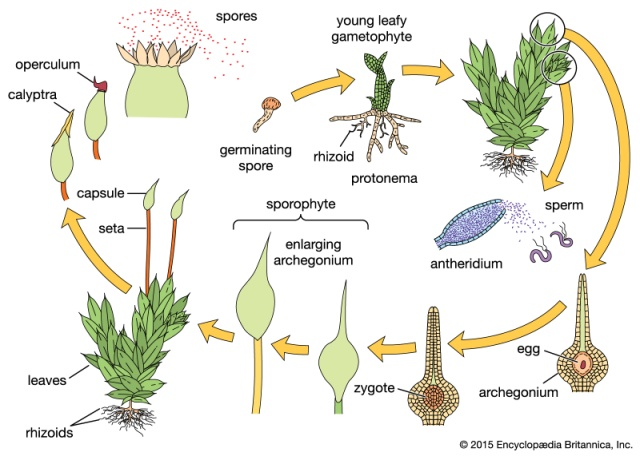 spores
young leafy
gametophyte
operculum
calyptra
germinating
spore
rhizoid
protonema
capsule
seta
sporophyte
enlarging
archegonium
sperm
antheridium
egg
archegonium
zygote
leaves
rhizoids
© 2015 Encyclopædia Britannica, Inc.